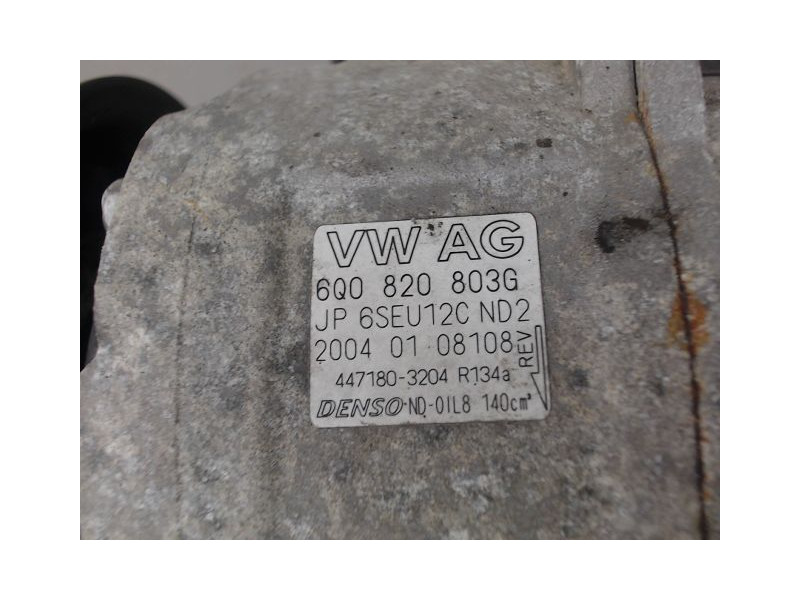 VW AG
6Q0 820 803G
JP 6SEU12C ND2
2004 01 08108
REV
447180-3204 R134a
DENSO ND-OIL8 140cm³